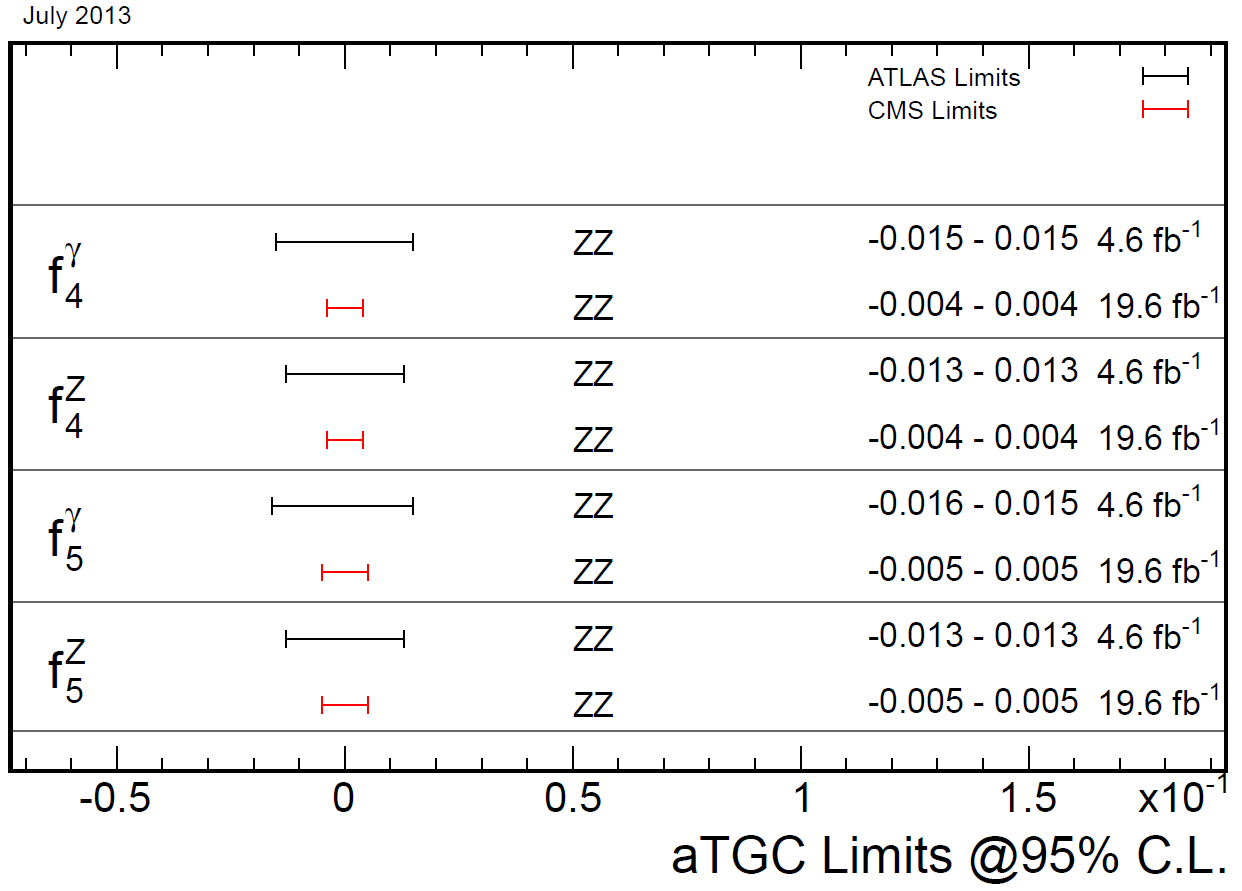 July 2013
ATLAS Limits
CMS Limits
f₄^γ ZZ -0.015 - 0.015 4.6 fb⁻¹
ZZ -0.004 - 0.004 19.6 fb⁻¹
f₄^Z ZZ -0.013 - 0.013 4.6 fb⁻¹
ZZ -0.004 - 0.004 19.6 fb⁻¹
f₅^γ ZZ -0.016 - 0.015 4.6 fb⁻¹
ZZ -0.005 - 0.005 19.6 fb⁻¹
f₅^Z ZZ -0.013 - 0.013 4.6 fb⁻¹
ZZ -0.005 - 0.005 19.6 fb⁻¹
-0.5 0 0.5 1 1.5 x10⁻¹
aTGC Limits @95% C.L.